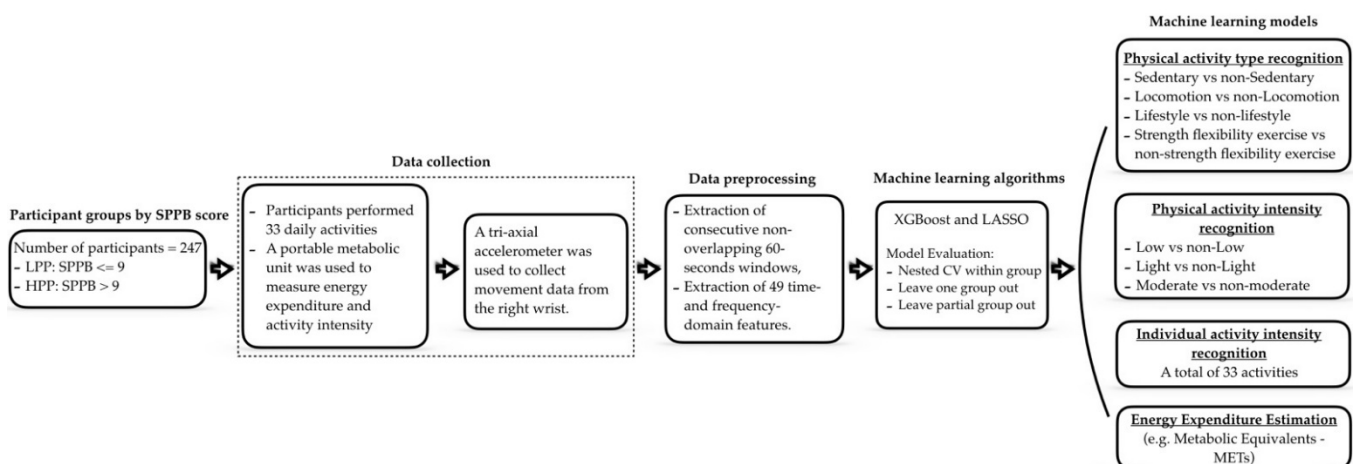 Participant groups by SPPB score
Number of participants = 247
- LPP: SPPB <= 9
- HPP: SPPB > 9
Data collection
- Participants performed
33 daily activities
- A portable metabolic
unit was used to
measure energy
expenditure and
activity intensity
A tri-axial
accelerometer was
used to collect
movement data from
the right wrist.
Data preprocessing
- Extraction of
consecutive non-
overlapping 60-
seconds windows,
- Extraction of 49 time-
and frequency-
domain features.
Machine learning algorithms
XGBoost and LASSO
Model Evaluation:
- Nested CV within group
- Leave one group out
- Leave partial group out
Machine learning models
Physical activity type recognition
- Sedentary vs non-Sedentary
- Locomotion vs non-Locomotion
- Lifestyle vs non-lifestyle
- Strength flexibility exercise vs
non-strength flexibility exercise
Physical activity intensity
recognition
- Low vs non-Low
- Light vs non-Light
- Moderate vs non-moderate
Individual activity intensity
recognition
A total of 33 activities
Energy Expenditure Estimation
(e.g. Metabolic Equivalents -
METs)